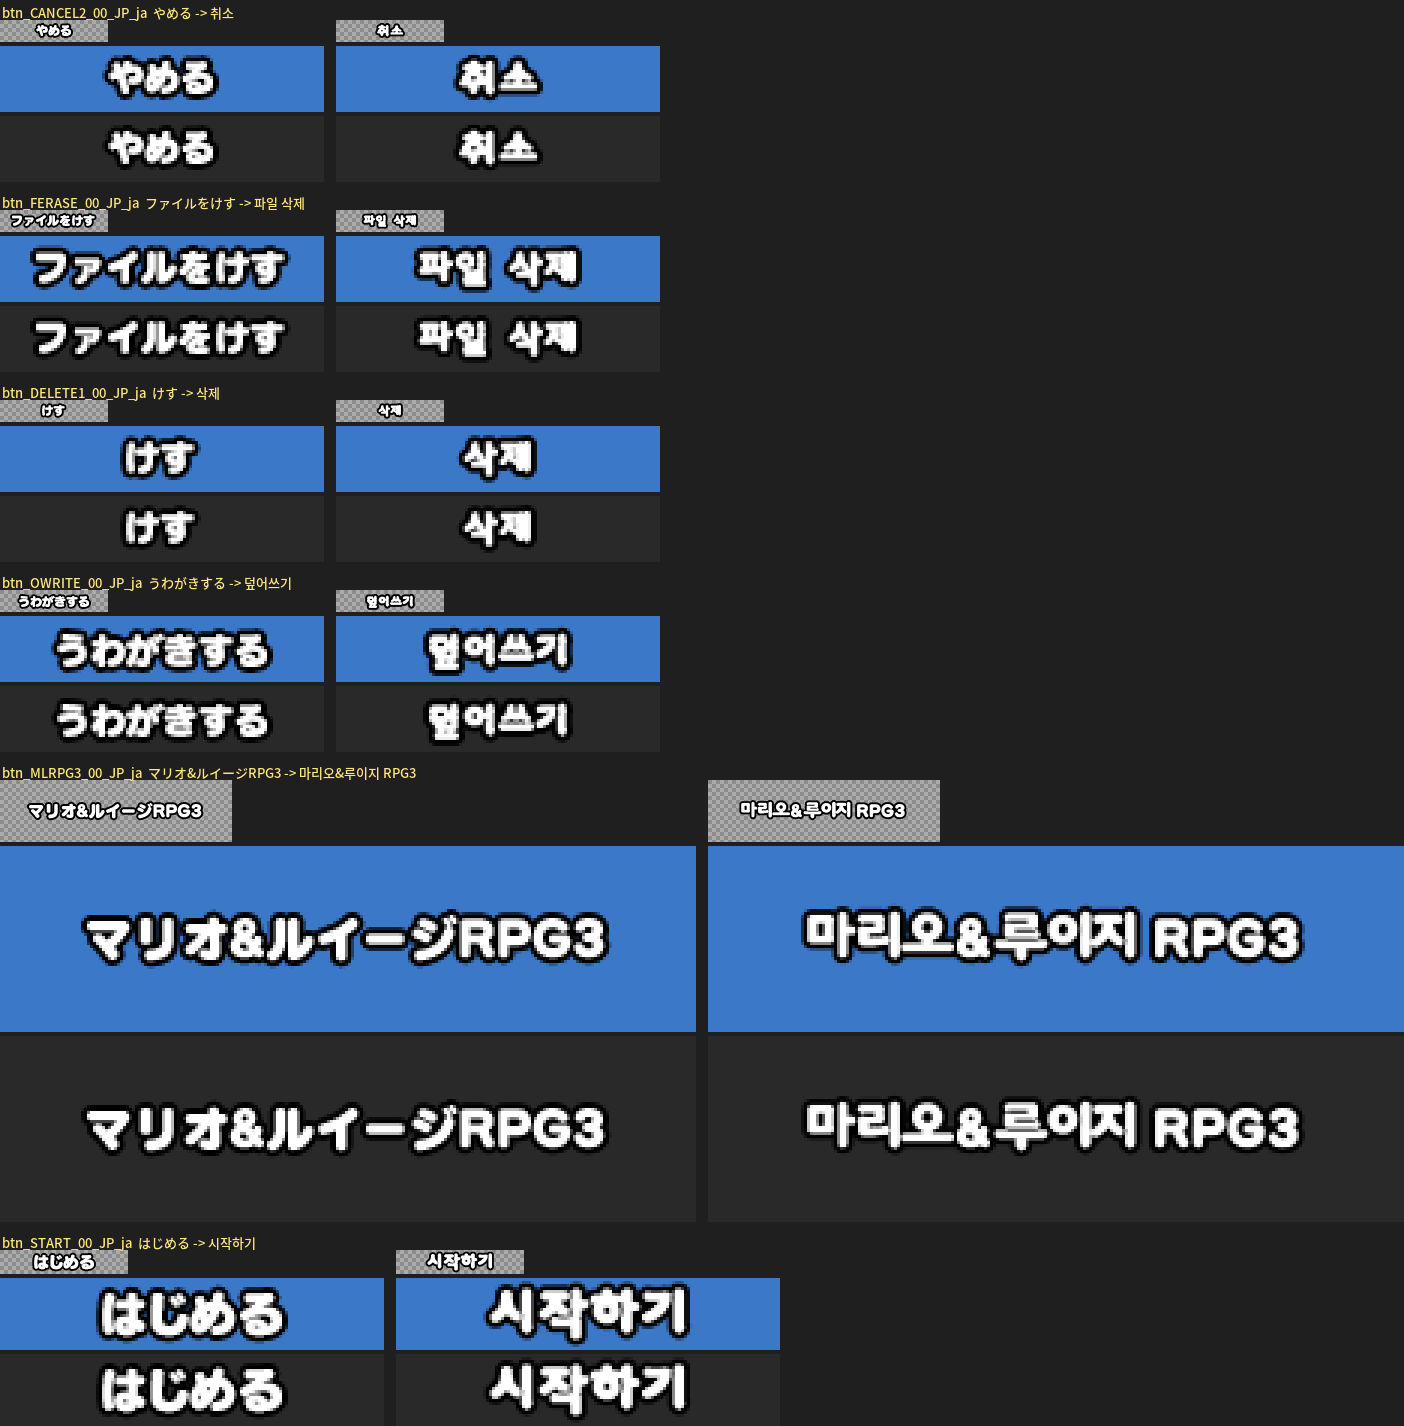 btn_CANCEL2_00_JP_ja やめる -> 취소
やめる 취소
やめる 취소
やめる 취소
btn_FERASE_00_JP_ja ファイルをけす -> 파일 삭제
ファイルをけす 파일 삭제
ファイルをけす 파일 삭제
ファイルをけす 파일 삭제
btn_DELETE1_00_JP_ja けす -> 삭제
けす 삭제
けす 삭제
けす 삭제
btn_OWRITE_00_JP_ja うわがきする -> 덮어쓰기
うわがきする 덮어쓰기
うわがきする 덮어쓰기
うわがきする 덮어쓰기
btn_MLRPG3_00_JP_ja マリオ&ルイージRPG3 -> 마리오&루이지 RPG3
マリオ&ルイージRPG3 마리오&루이지 RPG3
マリオ&ルイージRPG3 마리오&루이지 RPG3
マリオ&ルイージRPG3 마리오&루이지 RPG3
btn_START_00_JP_ja はじめる -> 시작하기
はじめる 시작하기
はじめる 시작하기
はじめる 시작하기